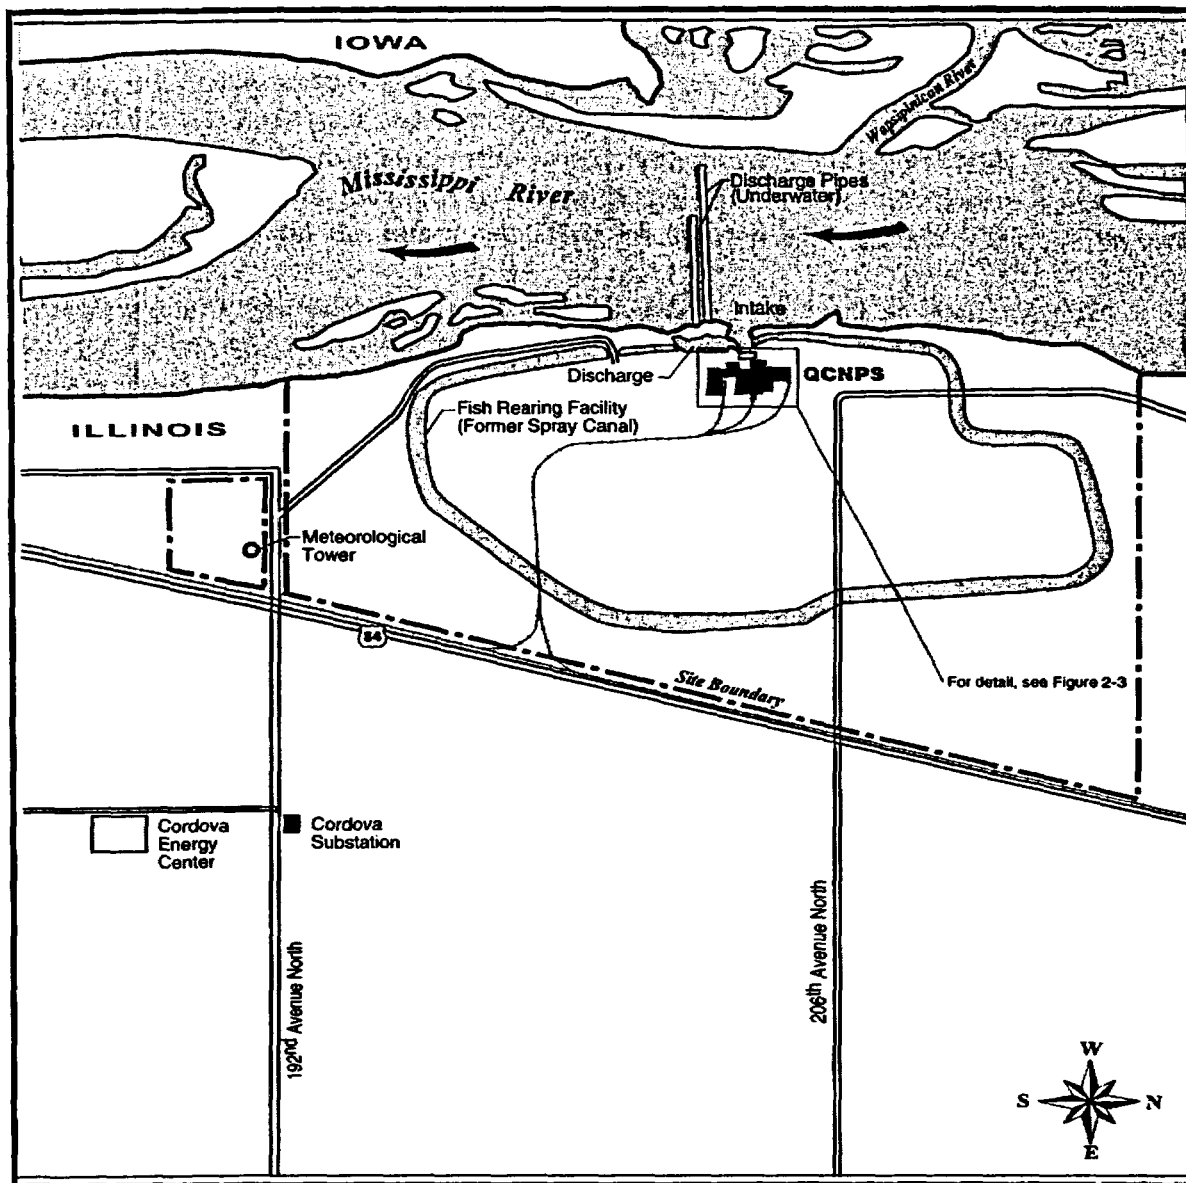 IOWA
Wapsipinicon River
Mississippi River
Discharge Pipes
(Underwater)
Intake
Discharge
QCNPS
Fish Rearing Facility
(Former Spray Canal)
ILLINOIS
Meteorological
Tower
84
Site Boundary
For detail, see Figure 2-3
Cordova
Energy
Center
Cordova
Substation
192nd Avenue North
206th Avenue North
W
S
N
E